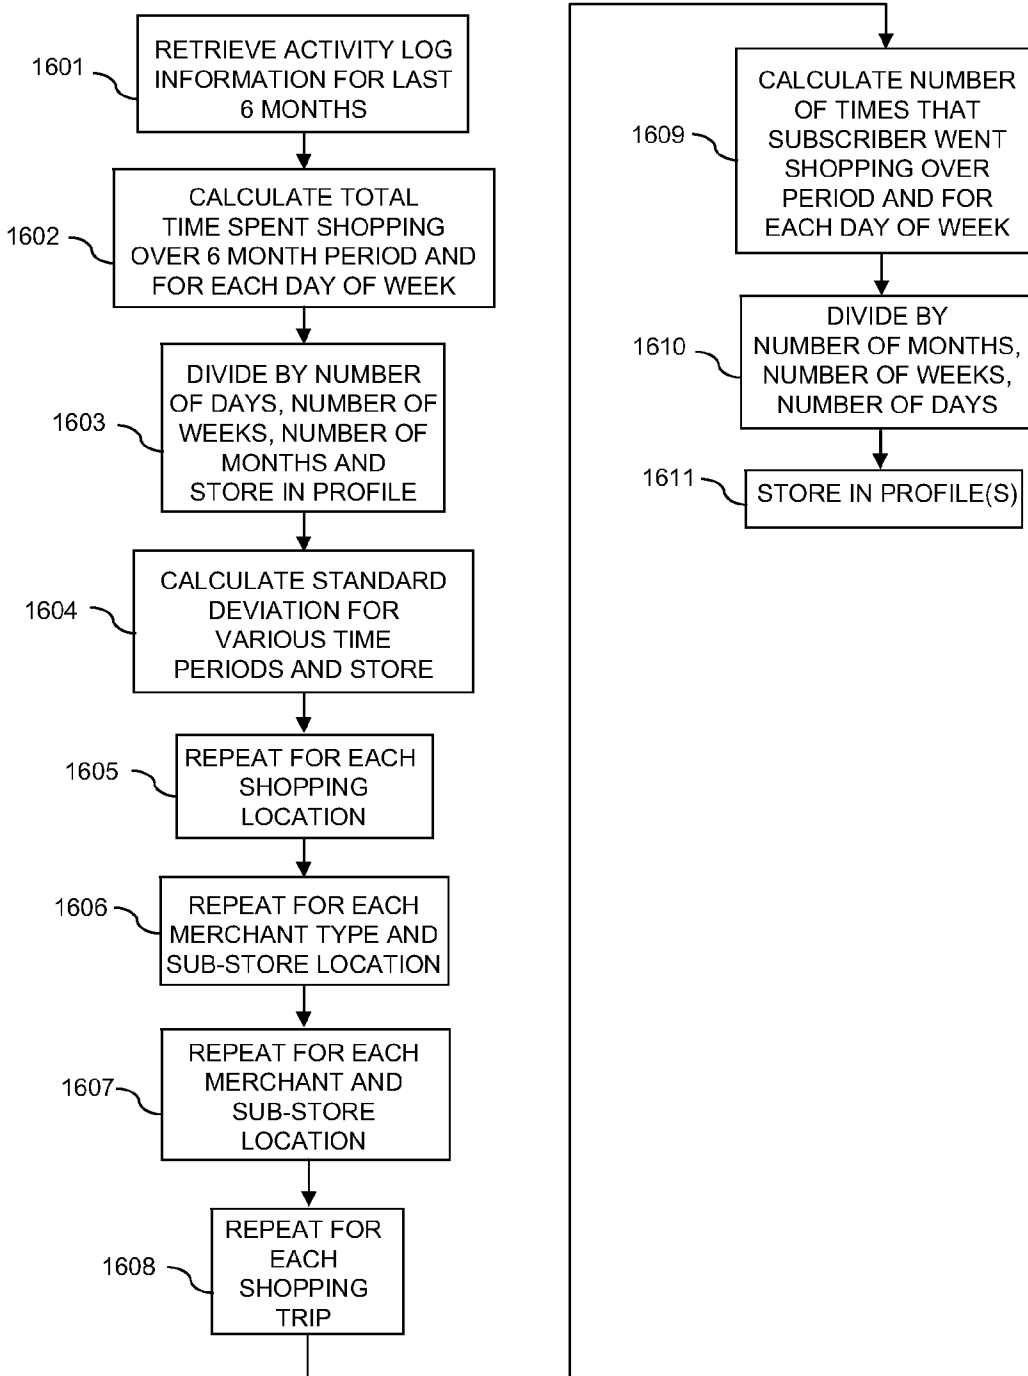 1601
RETRIEVE ACTIVITY LOG
INFORMATION FOR LAST
6 MONTHS
1602
CALCULATE TOTAL
TIME SPENT SHOPPING
OVER 6 MONTH PERIOD AND
FOR EACH DAY OF WEEK
1603
DIVIDE BY NUMBER
OF DAYS, NUMBER OF
WEEKS, NUMBER OF
MONTHS AND
STORE IN PROFILE
1604
CALCULATE STANDARD
DEVIATION FOR
VARIOUS TIME
PERIODS AND STORE
1605
REPEAT FOR EACH
SHOPPING
LOCATION
1606
REPEAT FOR EACH
MERCHANT TYPE AND
SUB-STORE LOCATION
1607
REPEAT FOR EACH
MERCHANT AND
SUB-STORE
LOCATION
1608
REPEAT FOR
EACH
SHOPPING
TRIP
1609
CALCULATE NUMBER
OF TIMES THAT
SUBSCRIBER WENT
SHOPPING OVER
PERIOD AND FOR
EACH DAY OF WEEK
1610
DIVIDE BY
NUMBER OF MONTHS,
NUMBER OF WEEKS,
NUMBER OF DAYS
1611
STORE IN PROFILE(S)